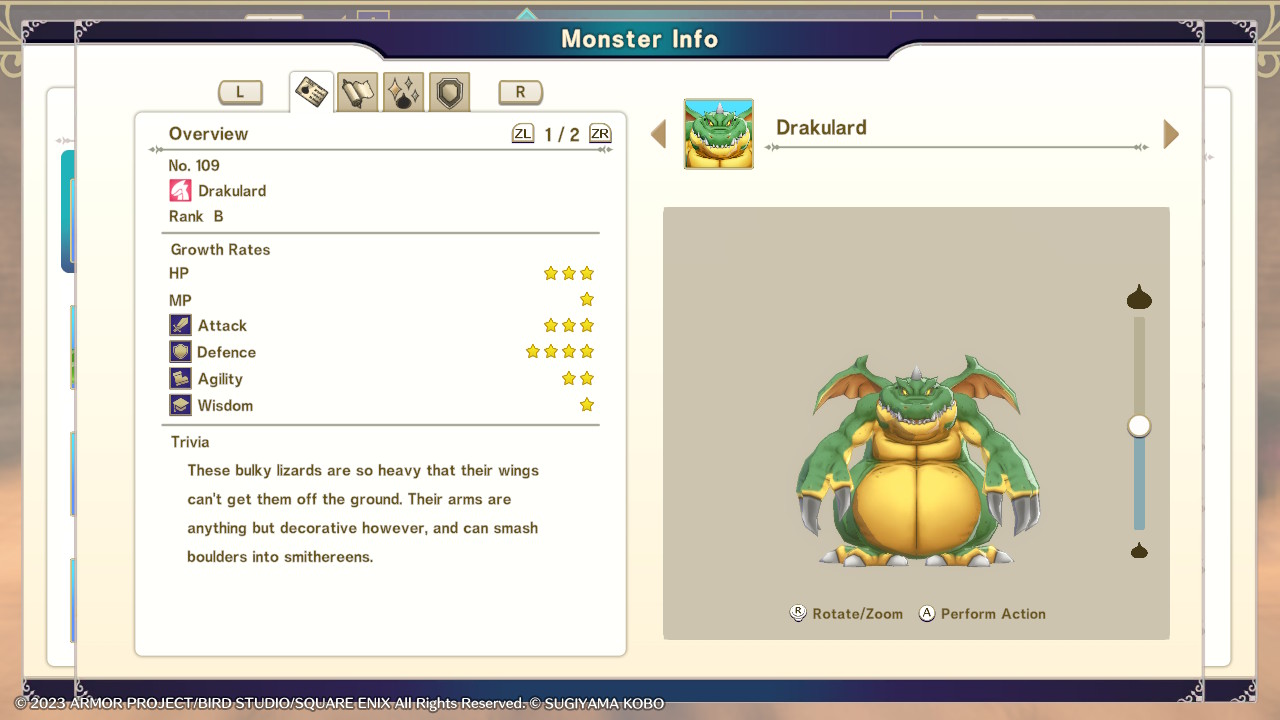 Monster Info
L
R
Overview
ZL 1 / 2 ZR
No. 109
Drakulard
Rank B
Growth Rates
HP
MP
Attack
Defence
Agility
Wisdom
Trivia
These bulky lizards are so heavy that their wings
can't get them off the ground. Their arms are
anything but decorative however, and can smash
boulders into smithereens.
Drakulard
R Rotate/Zoom A Perform Action
© 2023 ARMOR PROJECT/BIRD STUDIO/SQUARE ENIX All Rights Reserved. © SUGIYAMA KOBO